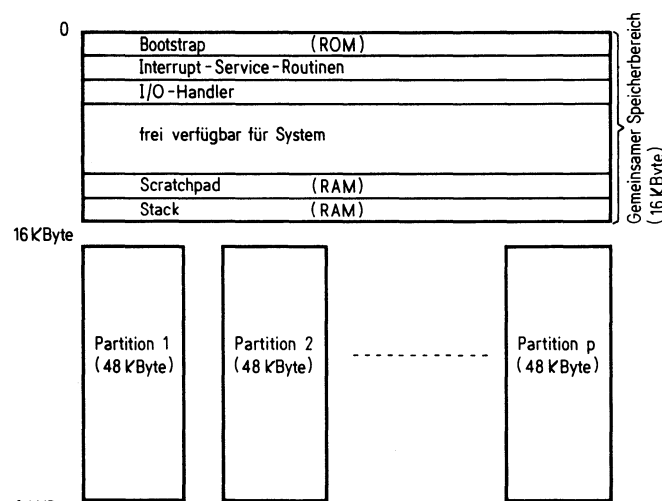 0
Bootstrap (ROM)
Interrupt-Service-Routinen
I/O-Handler
frei verfügbar für System
Scratchpad (RAM)
Stack (RAM)
Gemeinsamer Speicherbereich
(16 KByte)
16 KByte
Partition 1
(48 KByte)
Partition 2
(48 KByte)
Partition p
(48 KByte)